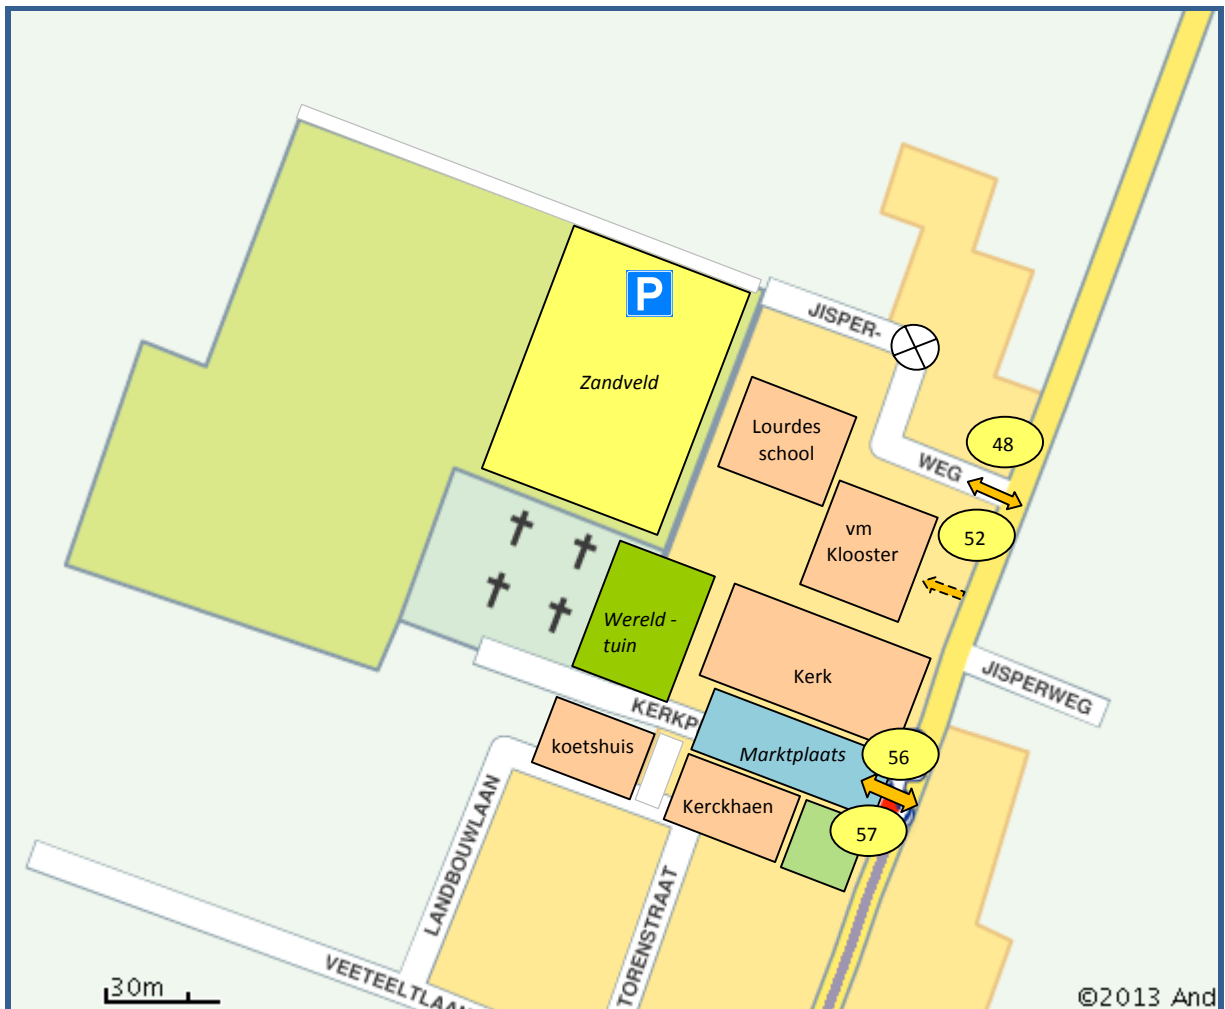 P
Zandveld
JISPER-
Lourdes
school
48
WEG
vm
Klooster
52
Wereld -
tuin
Kerk
JISPERWEG
KERKP
koetshuis
Marktplaats
56
Kerckhaen
57
LANDBOUWLAAN
TORENSTRAAT
VEETEELTLAAN
30m
©2013 And